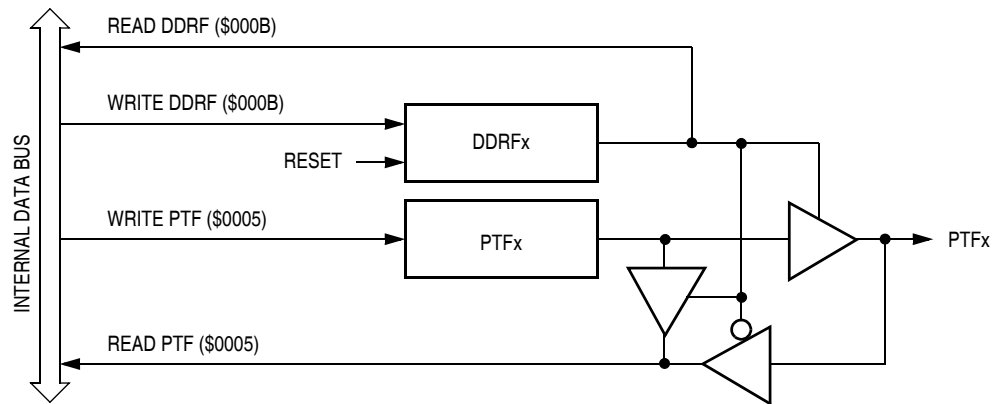 READ DDRF ($000B)
WRITE DDRF ($000B)
DDRFx
RESET
INTERNAL DATA BUS
WRITE PTF ($0005)
PTFx
PTFx
READ PTF ($0005)